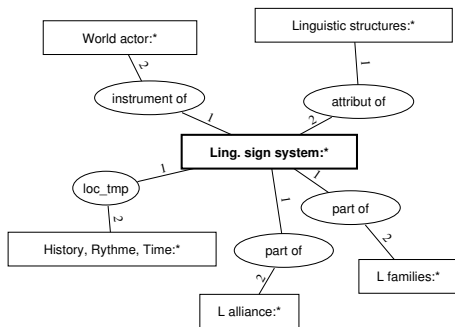 World actor:*
Linguistic structures:*
2
1
instrument of
attribut of
1
2
Ling. sign system:*
1
1
1
loc_tmp
part of
2
2
History, Rythme, Time:*
part of
L families:*
2
L alliance:*